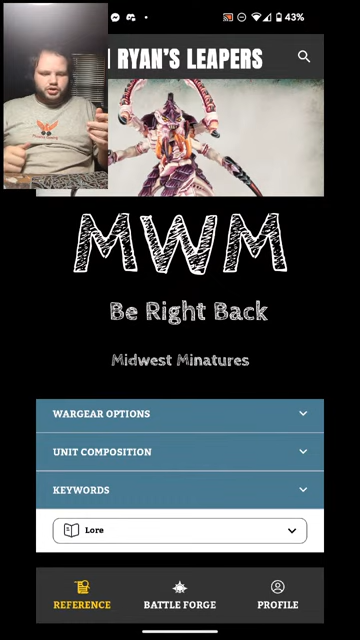 43%
RYAN'S LEAPERS
MWM
Be Right Back
Midwest Minatures
WARGEAR OPTIONS
UNIT COMPOSITION
KEYWORDS
Lore
REFERENCE
BATTLE FORGE
PROFILE